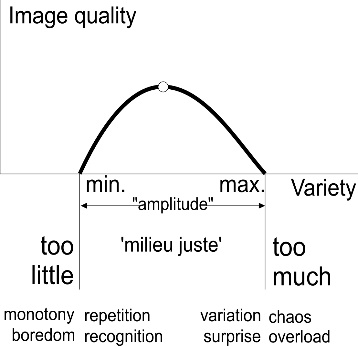 Image quality
min. max. Variety
"amplitude"
too 'milieu juste' too
little much
monotony repetition variation chaos
boredom recognition surprise overload